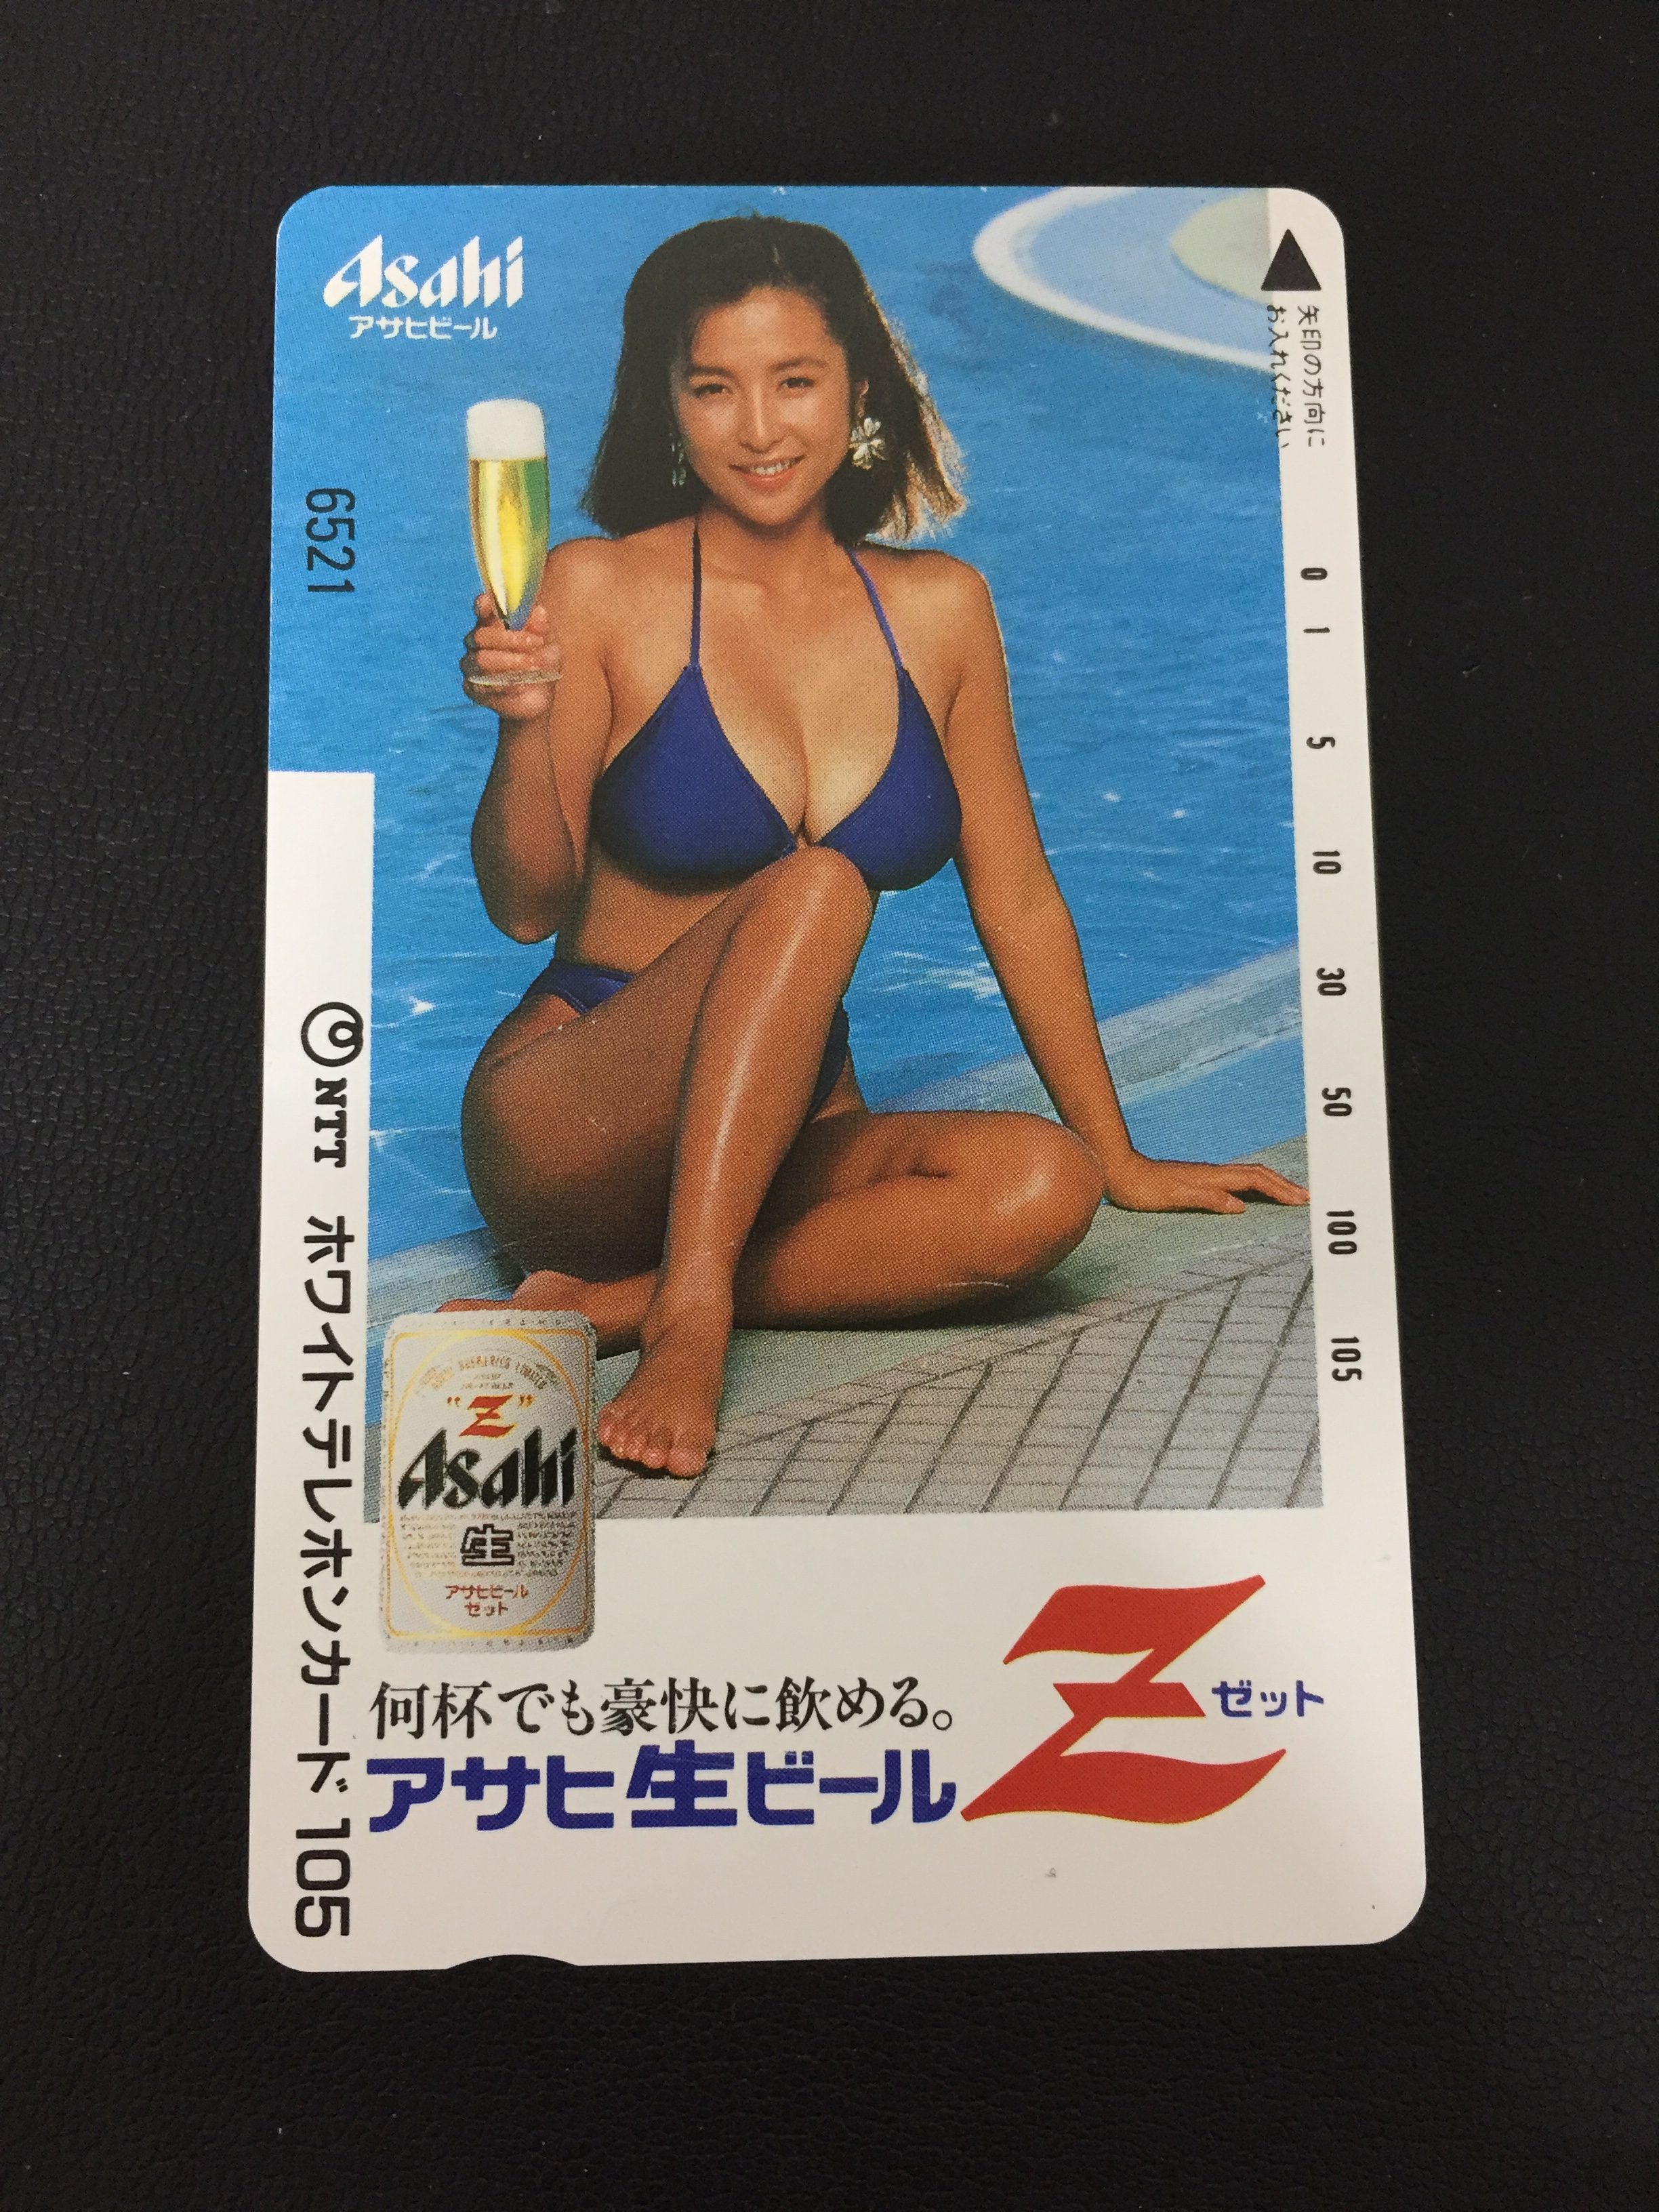 Asahi
アサヒビール
矢印の方向に
お入れください
6521
0
1
5
10
30
50
100
105
NTT ホワイトテレホンカード105
"Z"
Asahi
生
アサヒビール
ゼット
何杯でも豪快に飲める。
アサヒ生ビール
Z ゼット